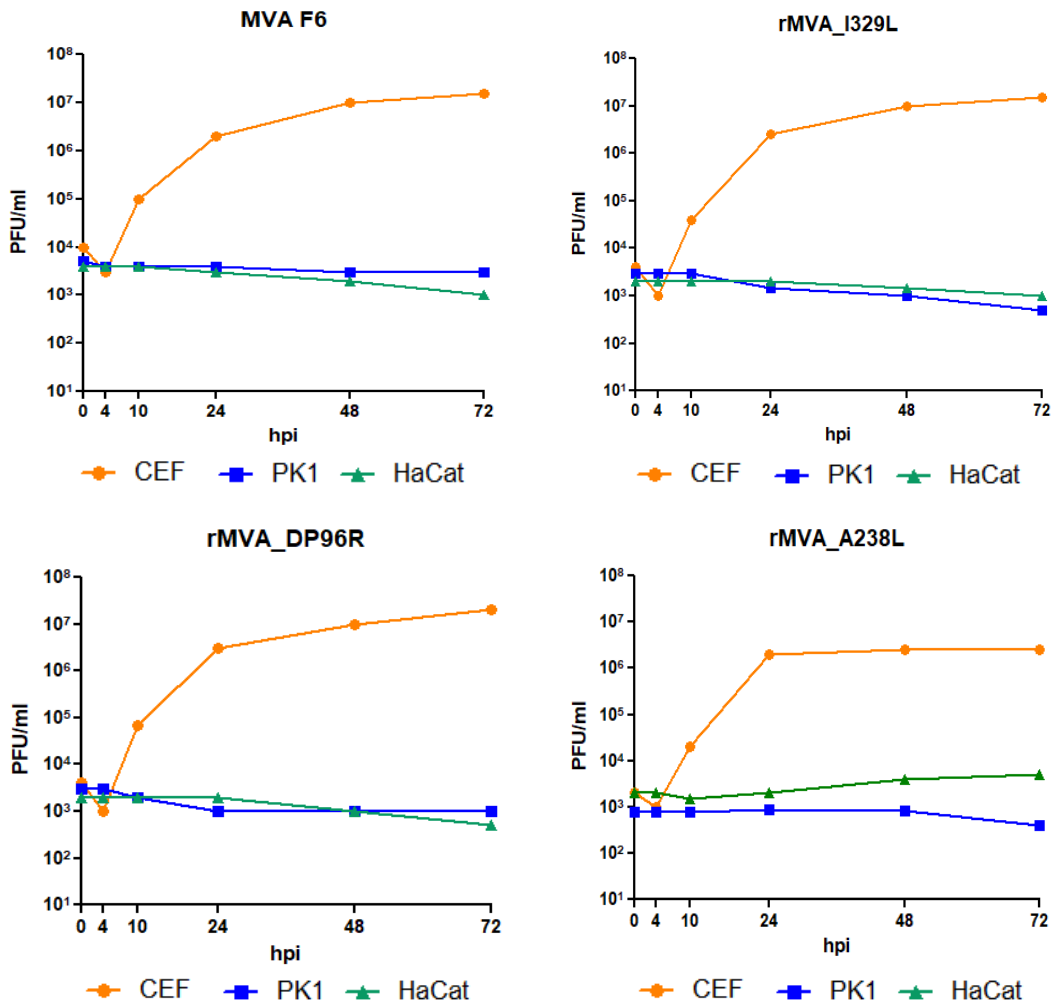 MVA F6
PFU/ml
10⁸
10⁷
10⁶
10⁵
10⁴
10³
10²
10¹
0 4 10 24 48 72
hpi
CEF PK1 HaCat
rMVA_I329L
PFU/ml
10⁸
10⁷
10⁶
10⁵
10⁴
10³
10²
10¹
0 4 10 24 48 72
hpi
CEF PK1 HaCat
rMVA_DP96R
PFU/ml
10⁸
10⁷
10⁶
10⁵
10⁴
10³
10²
10¹
0 4 10 24 48 72
hpi
CEF PK1 HaCat
rMVA_A238L
PFU/ml
10⁸
10⁷
10⁶
10⁵
10⁴
10³
10²
10¹
0 4 10 24 48 72
hpi
CEF PK1 HaCat